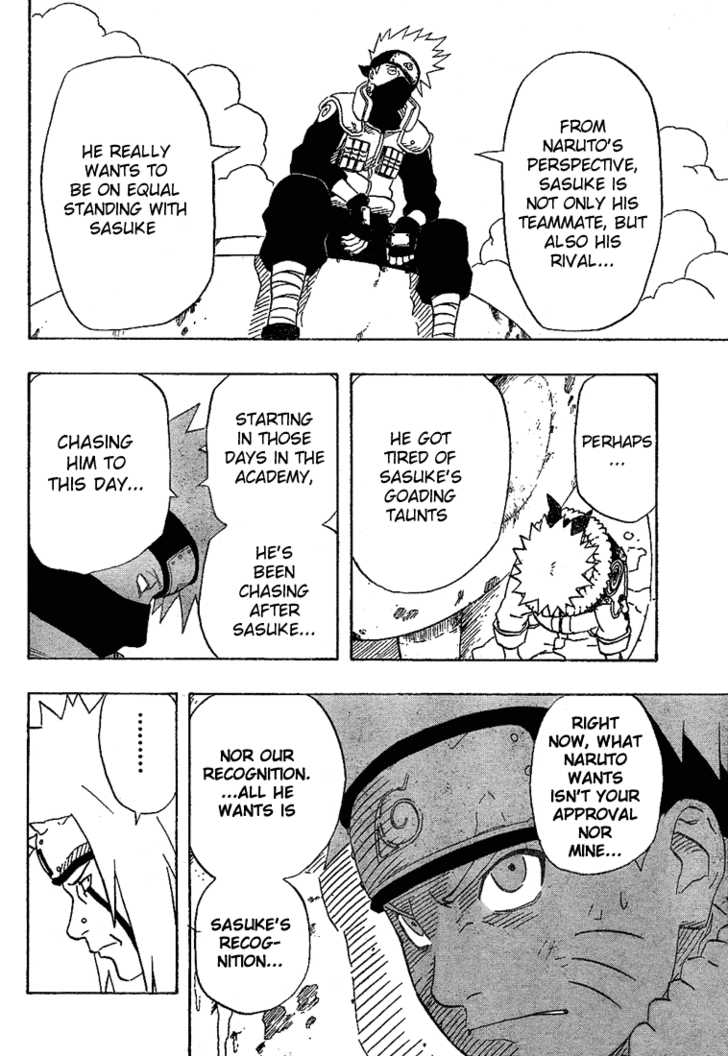 FROM
NARUTO'S
PERSPECTIVE,
SASUKE IS
NOT ONLY HIS
TEAMMATE, BUT
ALSO HIS
RIVAL...
HE REALLY
WANTS TO
BE ON EQUAL
STANDING WITH
SASUKE
PERHAPS
...
HE GOT
TIRED OF
SASUKE'S
GOADING
TAUNTS
STARTING
IN THOSE
DAYS IN THE
ACADEMY,
HE'S
BEEN
CHASING
AFTER
SASUKE...
CHASING
HIM TO
THIS DAY...
RIGHT
NOW, WHAT
NARUTO
WANTS
ISN'T YOUR
APPROVAL
NOR
MINE...
NOR OUR
RECOGNITION.
...ALL HE
WANTS IS
SASUKE'S
RECOG-
NITION...
.........